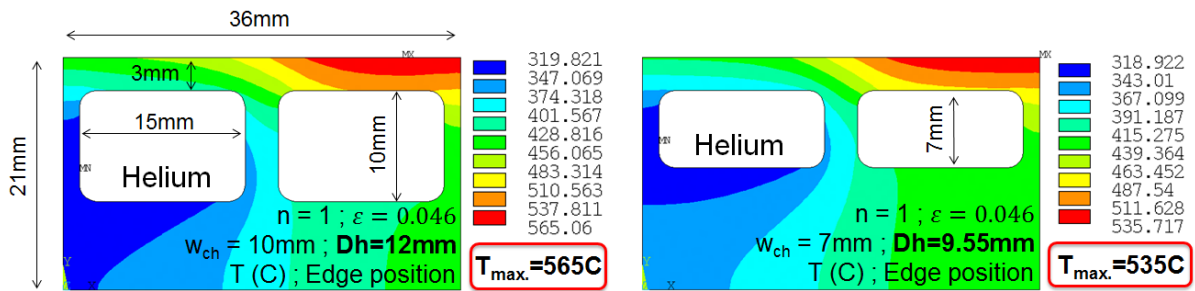 36mm
21mm
3mm
15mm
10mm
Helium
MX
MN
n = 1 ; ε = 0.046
wch = 10mm ; Dh=12mm
T (C) ; Edge position
Y
X
319.821
347.069
374.318
401.567
428.816
456.065
483.314
510.563
537.811
565.06
Tmax.=565C
MX
MN
Helium
7mm
n = 1 ; ε = 0.046
wch = 7mm ; Dh=9.55mm
T (C) ; Edge position
Y
X
318.922
343.01
367.099
391.187
415.275
439.364
463.452
487.54
511.628
535.717
Tmax.=535C